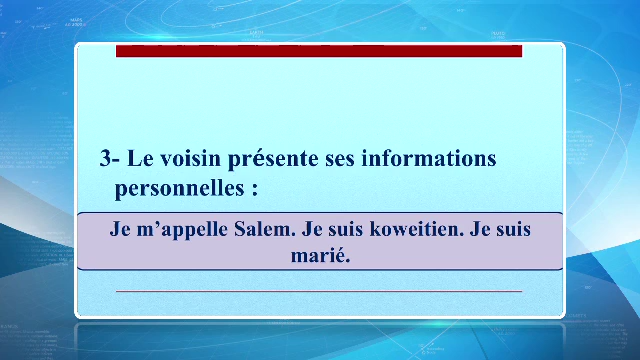 3- Le voisin présente ses informations
personnelles :
Je m’appelle Salem. Je suis koweitien. Je suis
marié.